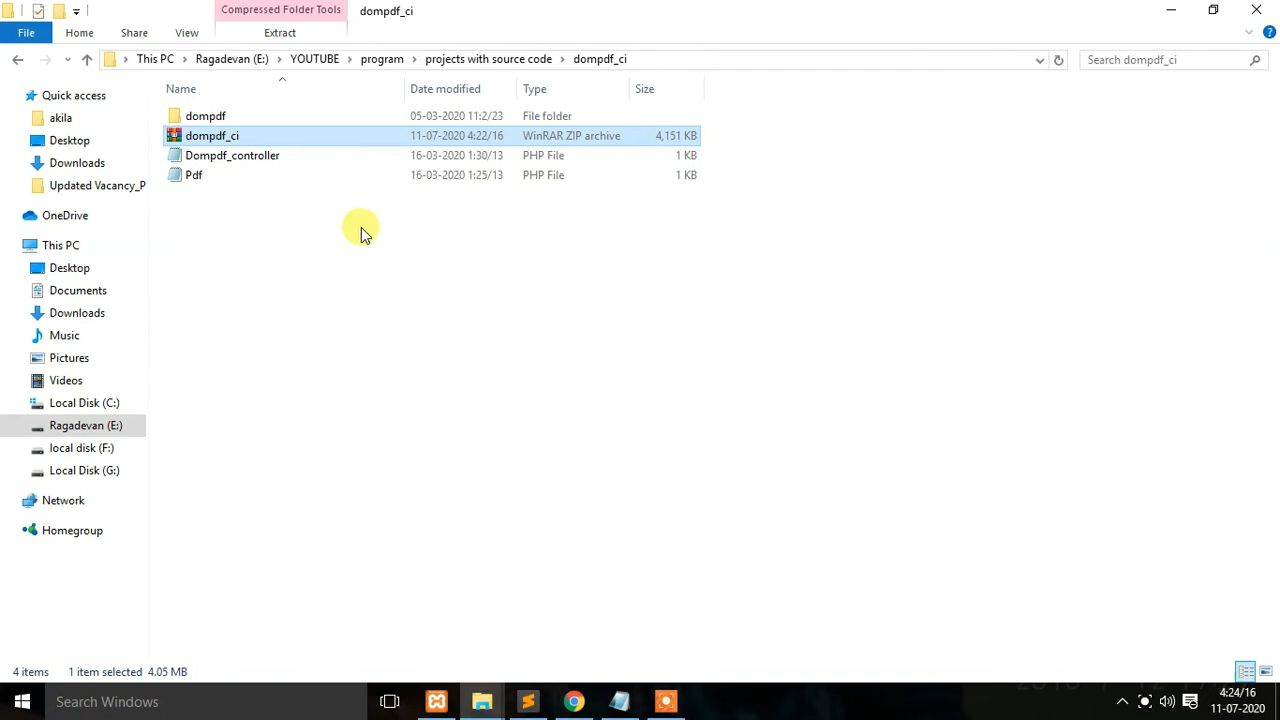 Compressed Folder Tools
dompdf_ci
File
Home
Share
View
Extract
This PC
Ragadevan (E:)
YOUTUBE
program
projects with source code
dompdf_ci
Search dompdf_ci
Name
Date modified
Type
Size
dompdf
05-03-2020 11:2/23
File folder
dompdf_ci
11-07-2020 4:22/16
WinRAR ZIP archive
4,151 KB
Dompdf_controller
16-03-2020 1:30/13
PHP File
1 KB
Pdf
16-03-2020 1:25/13
PHP File
1 KB
Quick access
akila
Desktop
Downloads
Updated Vacancy_P
OneDrive
This PC
Desktop
Documents
Downloads
Music
Pictures
Videos
Local Disk (C:)
Ragadevan (E:)
local disk (F:)
Local Disk (G:)
Network
Homegroup
4 items
1 item selected
4.05 MB
Search Windows
4:24/16
11-07-2020